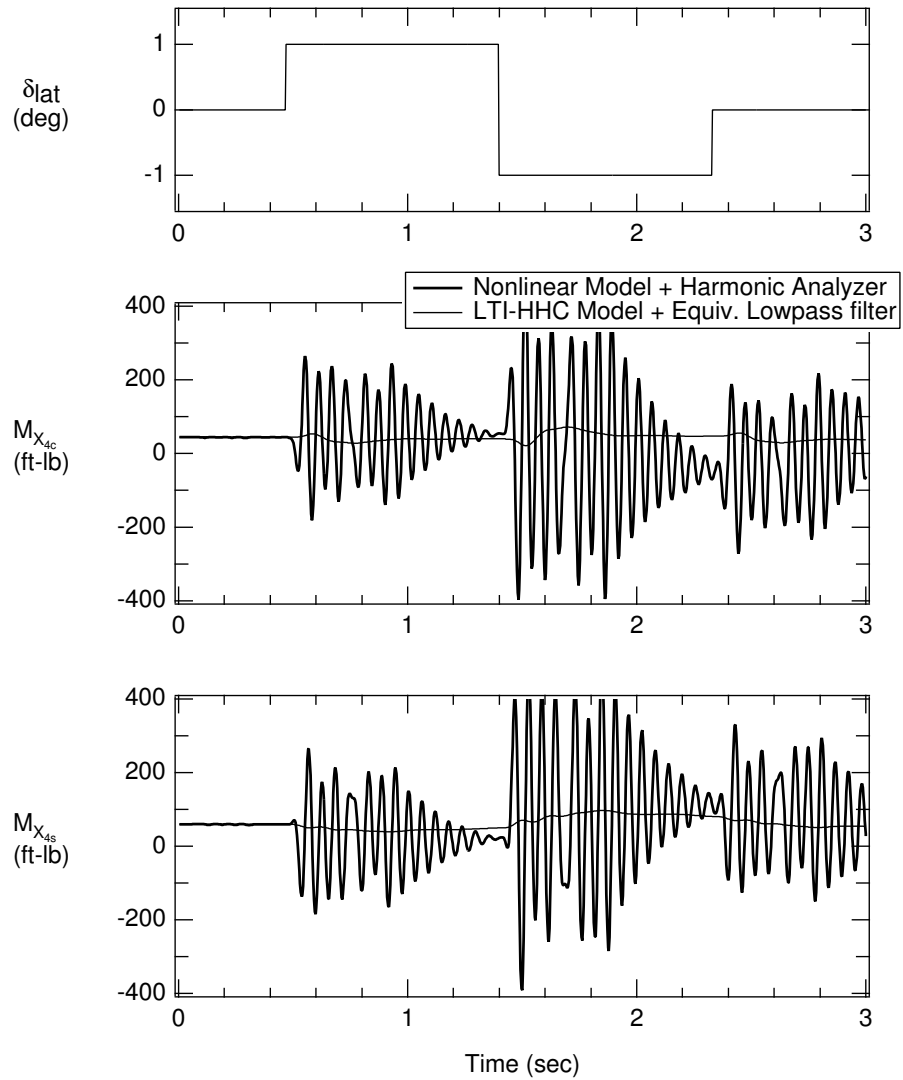 δlat
(deg)
1
0
-1
0 1 2 3
Nonlinear Model + Harmonic Analyzer
LTI-HHC Model + Equiv. Lowpass filter
MX4c
(ft-lb)
400
200
0
-200
-400
0 1 2 3
MX4s
(ft-lb)
400
200
0
-200
-400
0 1 2 3
Time (sec)